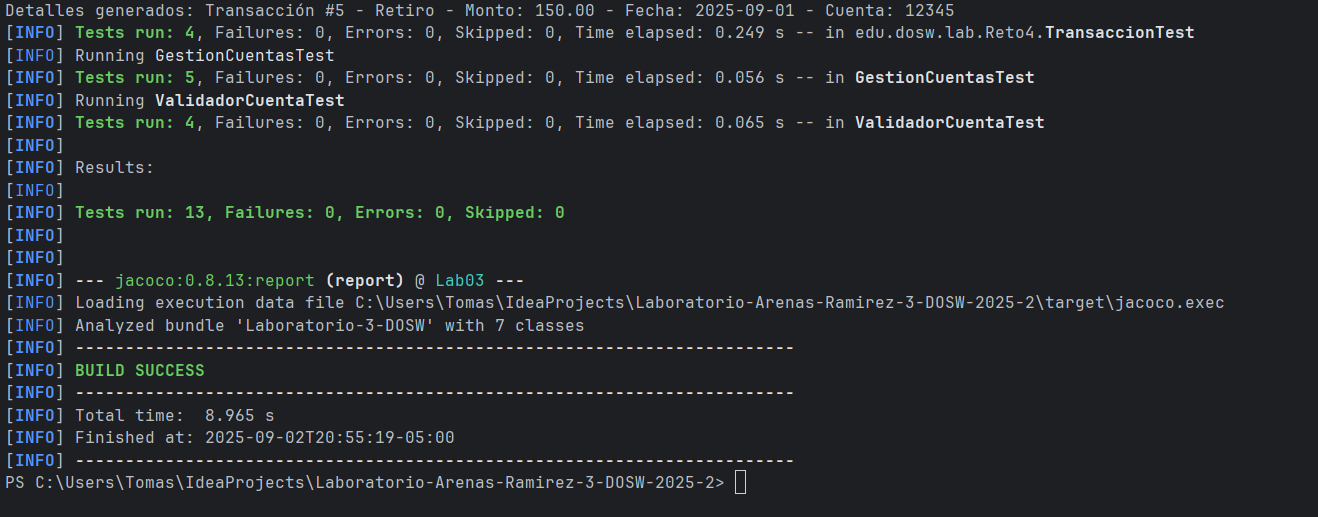 Detalles generados: Transacción #5 - Retiro - Monto: 150.00 - Fecha: 2025-09-01 - Cuenta: 12345
[INFO] Tests run: 4, Failures: 0, Errors: 0, Skipped: 0, Time elapsed: 0.249 s -- in edu.dosw.lab.Reto4.TransaccionTest
[INFO] Running GestionCuentasTest
[INFO] Tests run: 5, Failures: 0, Errors: 0, Skipped: 0, Time elapsed: 0.056 s -- in GestionCuentasTest
[INFO] Running ValidadorCuentaTest
[INFO] Tests run: 4, Failures: 0, Errors: 0, Skipped: 0, Time elapsed: 0.065 s -- in ValidadorCuentaTest
[INFO]
[INFO] Results:
[INFO]
[INFO] Tests run: 13, Failures: 0, Errors: 0, Skipped: 0
[INFO]
[INFO]
[INFO] --- jacoco:0.8.13:report (report) @ Lab03 ---
[INFO] Loading execution data file C:\Users\Tomas\IdeaProjects\Laboratorio-Arenas-Ramirez-3-DOSW-2025-2\target\jacoco.exec
[INFO] Analyzed bundle 'Laboratorio-3-DOSW' with 7 classes
[INFO] ------------------------------------------------------------------------
[INFO] BUILD SUCCESS
[INFO] ------------------------------------------------------------------------
[INFO] Total time:  8.965 s
[INFO] Finished at: 2025-09-02T20:55:19-05:00
[INFO] ------------------------------------------------------------------------
PS C:\Users\Tomas\IdeaProjects\Laboratorio-Arenas-Ramirez-3-DOSW-2025-2>